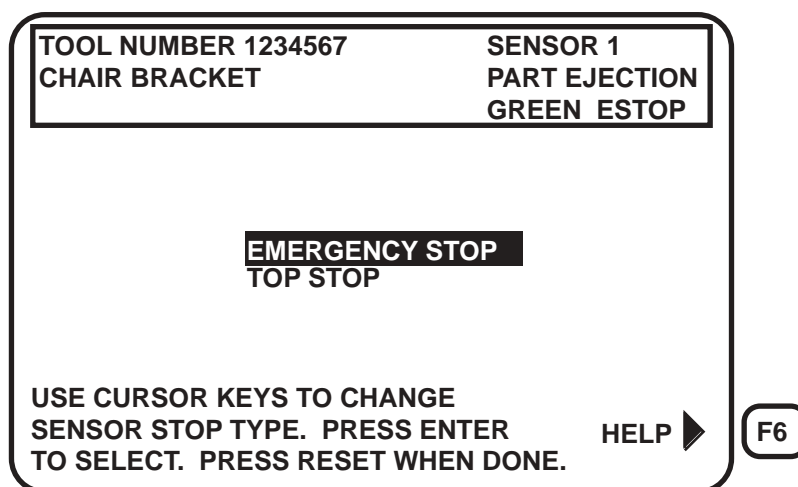 TOOL NUMBER 1234567
CHAIR BRACKET
SENSOR 1
PART EJECTION
GREEN ESTOP
EMERGENCY STOP
TOP STOP
USE CURSOR KEYS TO CHANGE
SENSOR STOP TYPE. PRESS ENTER
TO SELECT. PRESS RESET WHEN DONE.
HELP
F6